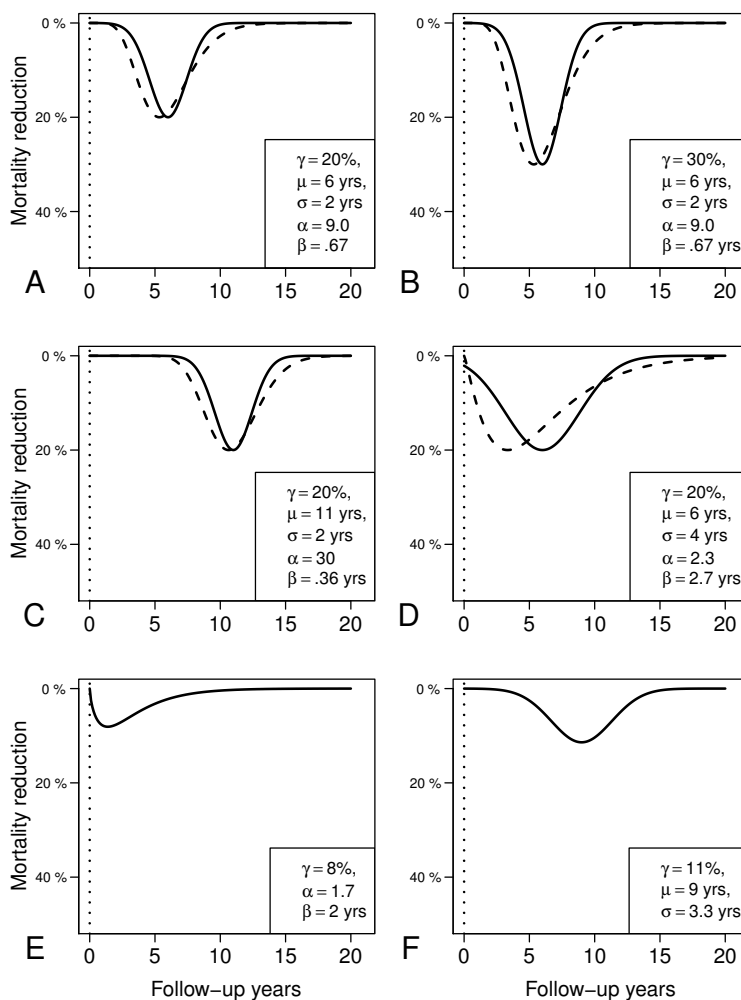 Mortality reduction
0 %
20 %
40 %
γ = 20%,
μ = 6 yrs,
σ = 2 yrs
α = 9.0
β = .67
A
0 5 10 15 20
0 %
20 %
40 %
γ = 30%,
μ = 6 yrs,
σ = 2 yrs
α = 9.0
β = .67 yrs
B
0 5 10 15 20
Mortality reduction
0 %
20 %
40 %
γ = 20%,
μ = 11 yrs,
σ = 2 yrs
α = 30
β = .36 yrs
C
0 5 10 15 20
0 %
20 %
40 %
γ = 20%,
μ = 6 yrs,
σ = 4 yrs
α = 2.3
β = 2.7 yrs
D
0 5 10 15 20
Mortality reduction
0 %
20 %
40 %
γ = 8%,
α = 1.7
β = 2 yrs
E
0 5 10 15 20
Follow-up years
0 %
20 %
40 %
γ = 11%,
μ = 9 yrs,
σ = 3.3 yrs
F
0 5 10 15 20
Follow-up years